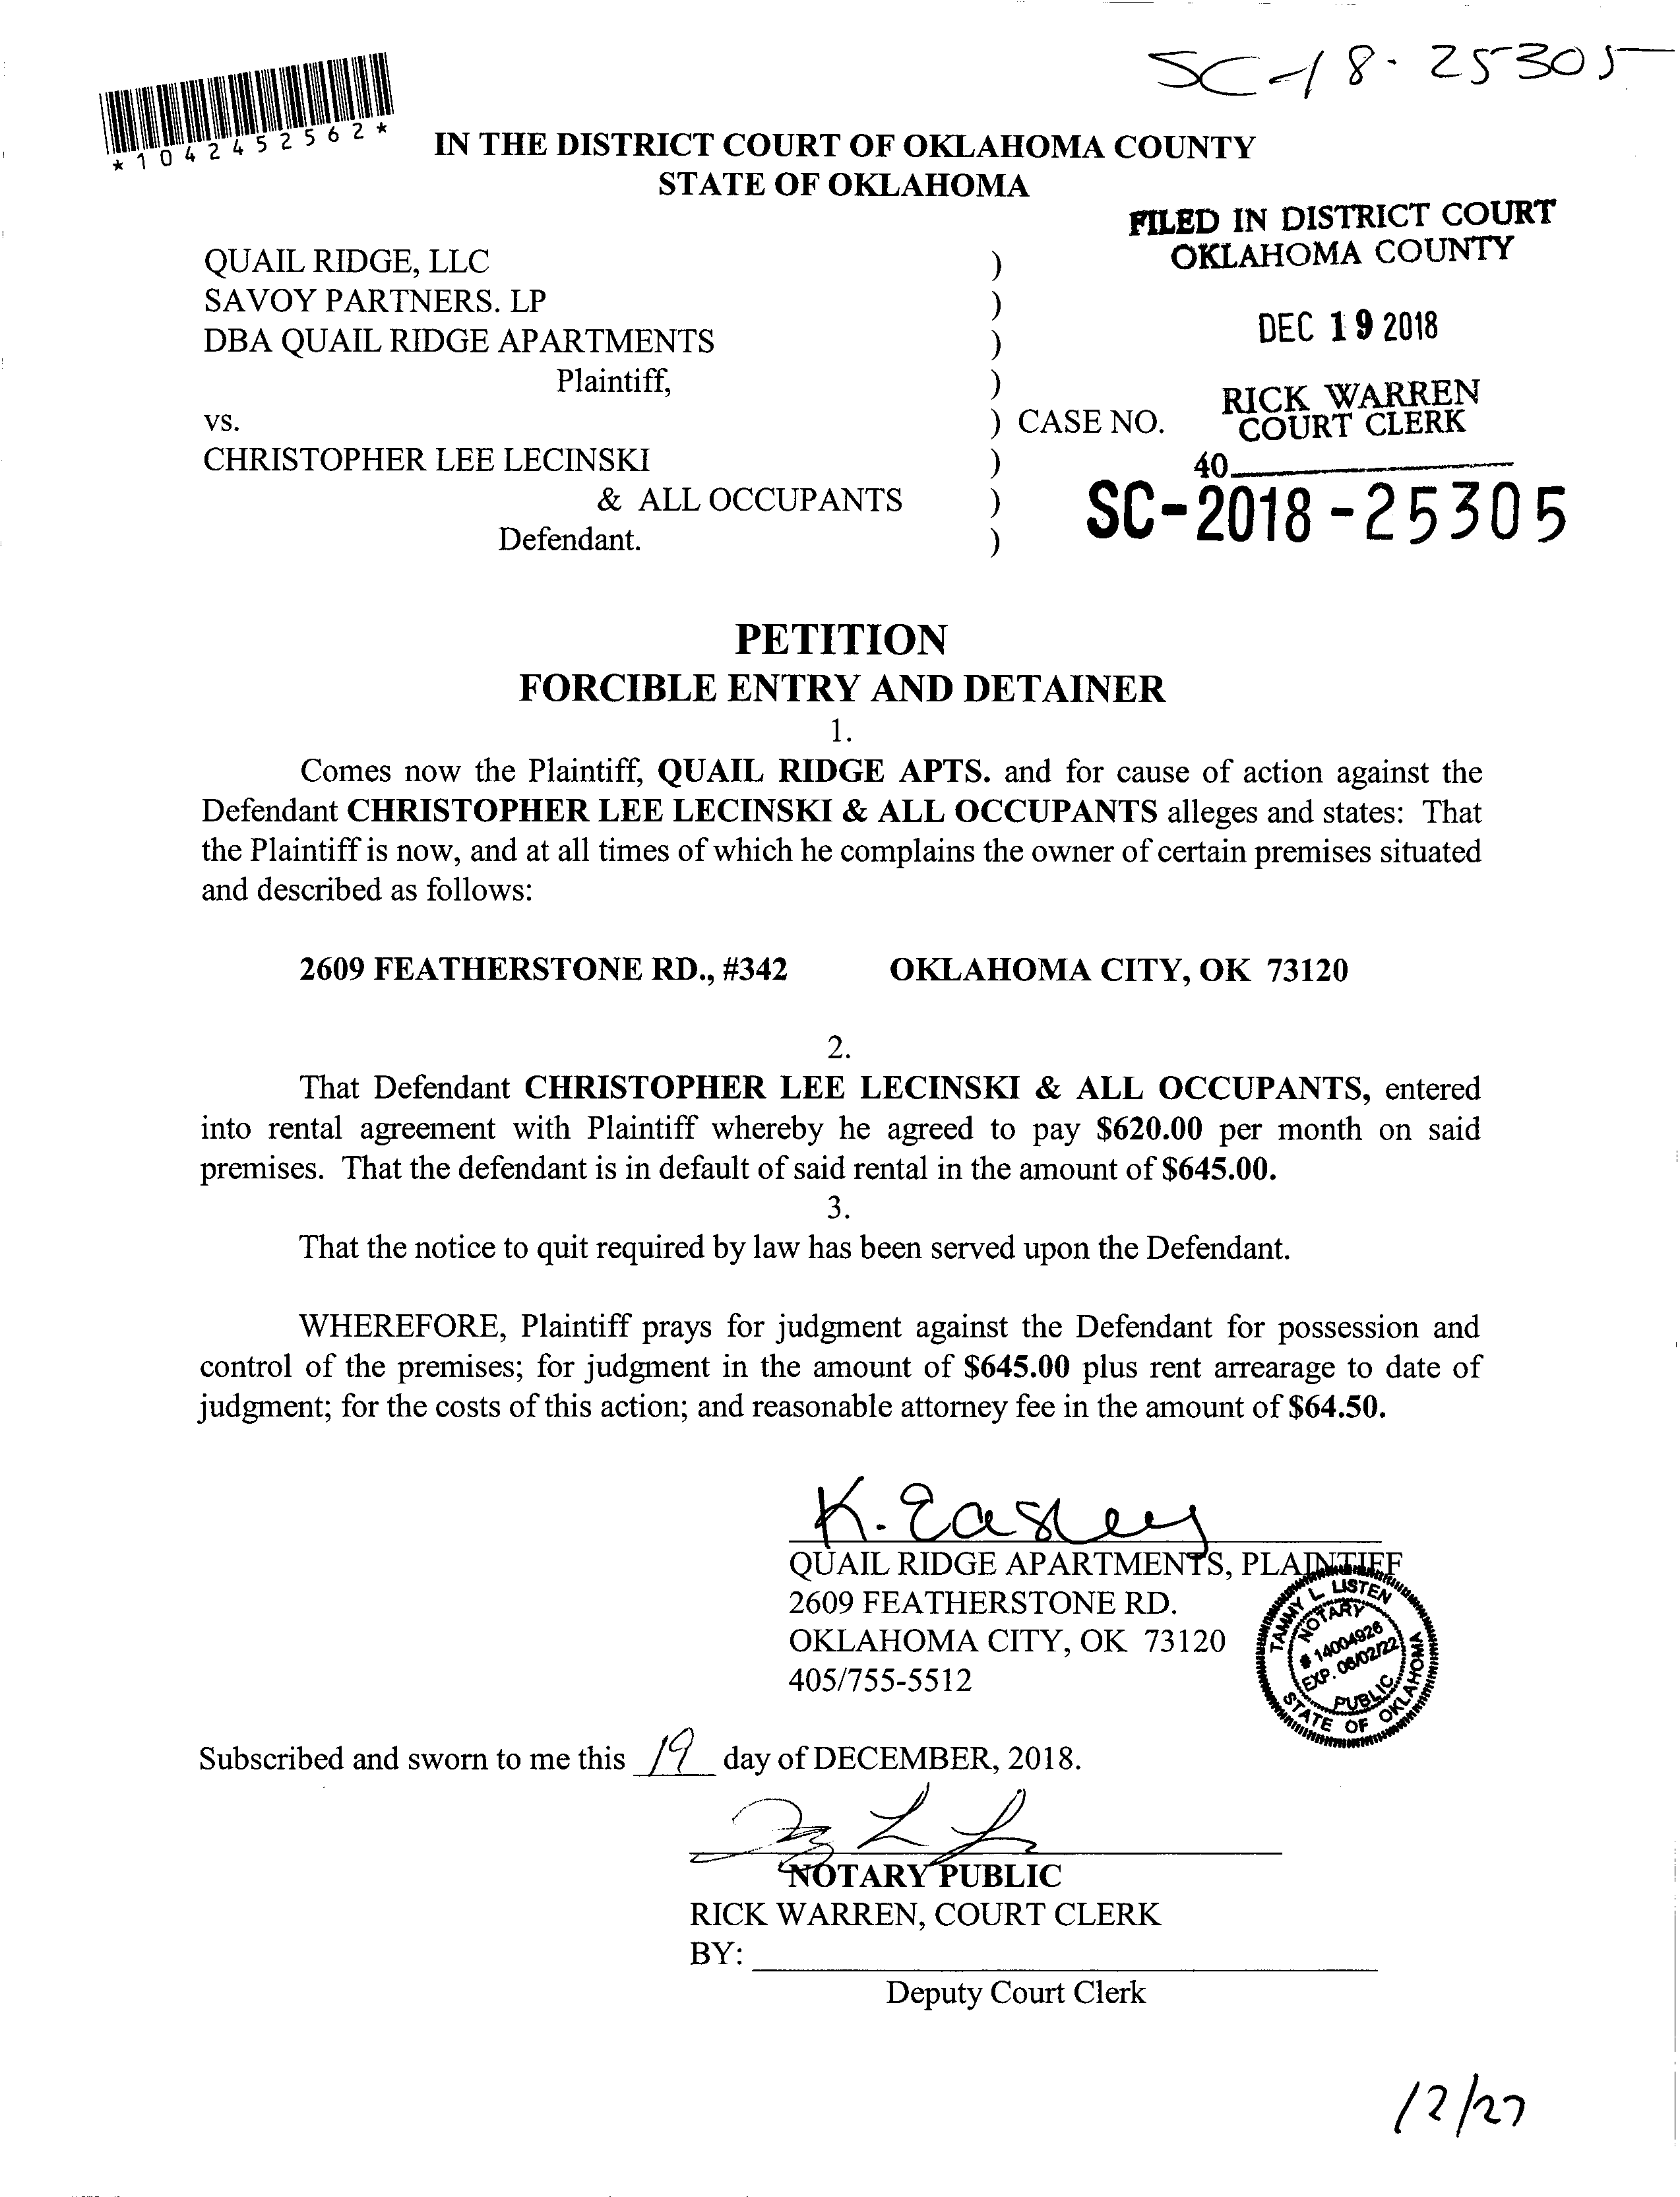 SC-18-25305
*1042452562*
IN THE DISTRICT COURT OF OKLAHOMA COUNTY
STATE OF OKLAHOMA
FILED IN DISTRICT COURT
OKLAHOMA COUNTY
QUAIL RIDGE, LLC )
SAVOY PARTNERS. LP )
DEC 19 2018
DBA QUAIL RIDGE APARTMENTS )
Plaintiff, )
RICK WARREN
vs. ) CASE NO. COURT CLERK
CHRISTOPHER LEE LECINSKI )
40
& ALL OCCUPANTS ) SC-2018-25305
Defendant. )
PETITION
FORCIBLE ENTRY AND DETAINER
1.
Comes now the Plaintiff, QUAIL RIDGE APTS. and for cause of action against the
Defendant CHRISTOPHER LEE LECINSKI & ALL OCCUPANTS alleges and states: That
the Plaintiff is now, and at all times of which he complains the owner of certain premises situated
and described as follows:
2609 FEATHERSTONE RD., #342 OKLAHOMA CITY, OK 73120
2.
That Defendant CHRISTOPHER LEE LECINSKI & ALL OCCUPANTS, entered
into rental agreement with Plaintiff whereby he agreed to pay $620.00 per month on said
premises. That the defendant is in default of said rental in the amount of $645.00.
3.
That the notice to quit required by law has been served upon the Defendant.
WHEREFORE, Plaintiff prays for judgment against the Defendant for possession and
control of the premises; for judgment in the amount of $645.00 plus rent arrearage to date of
judgment; for the costs of this action; and reasonable attorney fee in the amount of $64.50.
K. Easley
QUAIL RIDGE APARTMENTS, PLAINTIFF
2609 FEATHERSTONE RD.
OKLAHOMA CITY, OK 73120
405/755-5512
TAMMY L. LISTEN
NOTARY
# 14004926
EXP. 06/02/22
PUBLIC
STATE OF OKLAHOMA
Subscribed and sworn to me this 19 day of DECEMBER, 2018.
NOTARY PUBLIC
RICK WARREN, COURT CLERK
BY:
Deputy Court Clerk
12/27